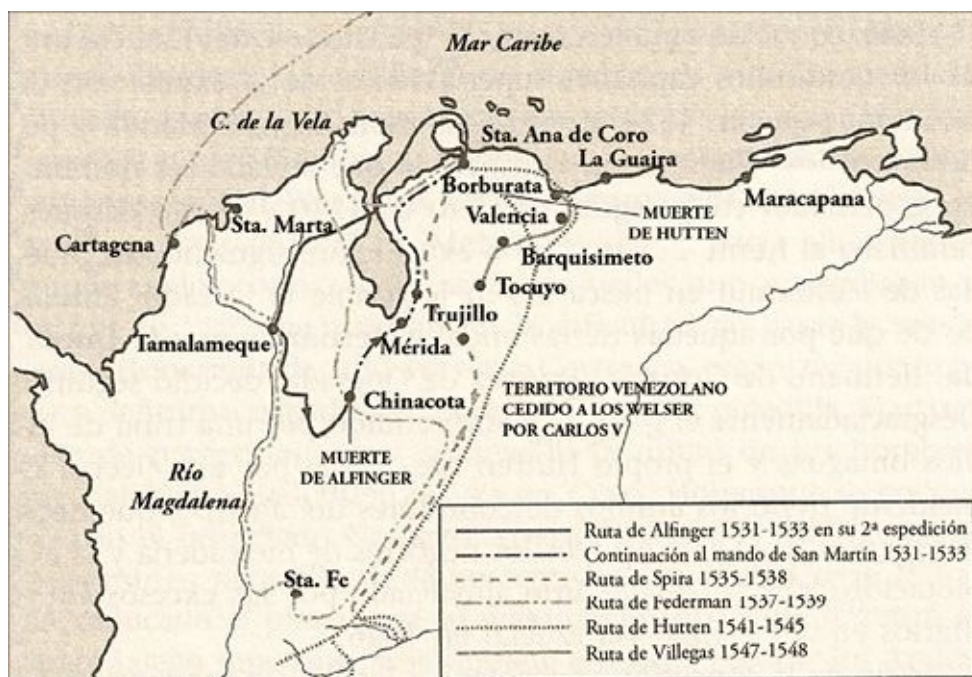 Mar Caribe
C. de la Vela
Sta. Ana de Coro
La Guajra
Borburata
Maracapana
Cartagena
Sta. Marta
Valencia
MUERTE
DE HUTTEN
Barquisimeto
Tocuyo
Trujillo
Tamalameque
Mérida
Chinacota
TERRITORIO VENEZOLANO
CEDIDO A LOS WELSER
POR CARLOS V
MUERTE
DE ALFINGER
Río
Magdalena
Sta. Fe
Ruta de Alfinger 1531-1533 en su 2ª espedición
Continuación al mando de San Martín 1531-1533
Ruta de Spira 1535-1538
Ruta de Federman 1537-1539
Ruta de Hutten 1541-1545
Ruta de Villegas 1547-1548